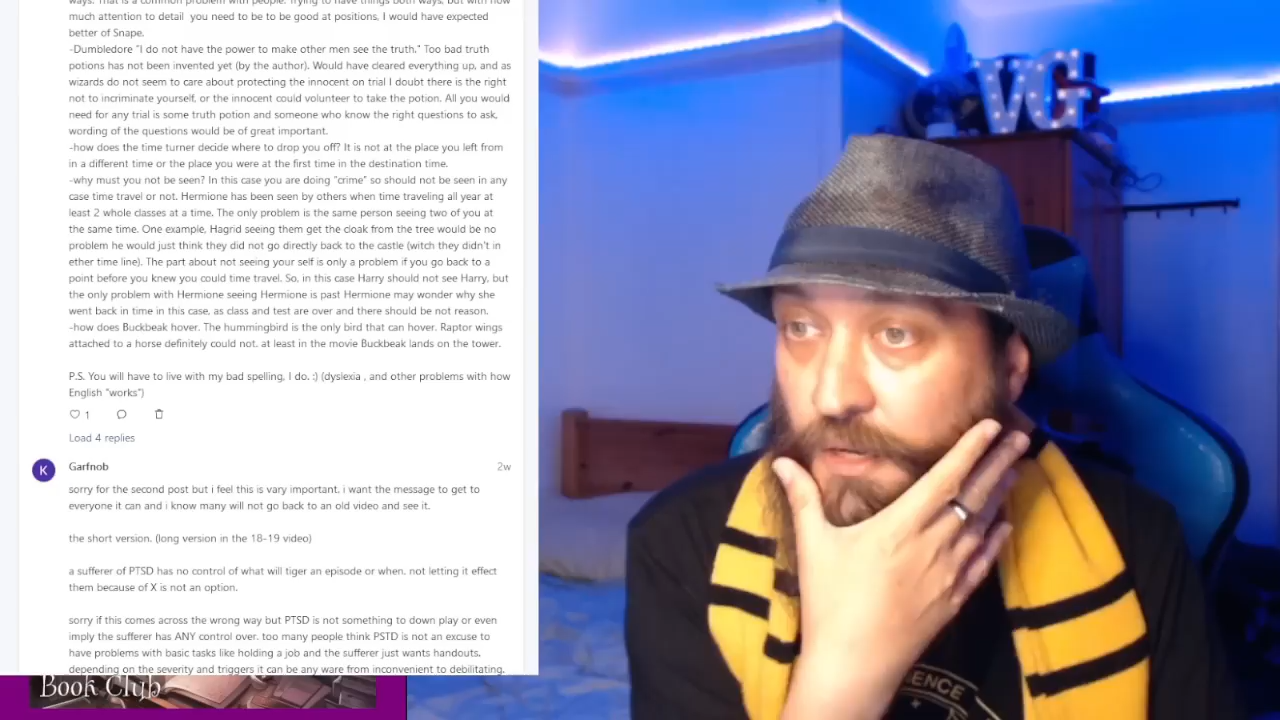 ways. That is a common problem with people. Trying to have things both ways, but with how
much attention to detail  you need to be to be good at positions, I would have expected
better of Snape.
-Dumbledore "I do not have the power to make other men see the truth." Too bad truth
potions has not been invented yet (by the author). Would have cleared everything up, and as
wizards do not seem to care about protecting the innocent on trial I doubt there is the right
not to incriminate yourself, or the innocent could volunteer to take the potion. All you would
need for any trial is some truth potion and someone who know the right questions to ask,
wording of the questions would be of great important.
-how does the time turner decide where to drop you off? It is not at the place you left from
in a different time or the place you were at the first time in the destination time.
-why must you not be seen? In this case you are doing "crime" so should not be seen in any
case time travel or not. Hermione has been seen by others when time traveling all year at
least 2 whole classes at a time. The only problem is the same person seeing two of you at
the same time. One example, Hagrid seeing them get the cloak from the tree would be no
problem he would just think they did not go directly back to the castle (witch they didn't in
ether time line). The part about not seeing your self is only a problem if you go back to a
point before you knew you could time travel. So, in this case Harry should not see Harry, but
the only problem with Hermione seeing Hermione is past Hermione may wonder why she
went back in time in this case, as class and test are over and there should be not reason.
-how does Buckbeak hover. The hummingbird is the only bird that can hover. Raptor wings
attached to a horse definitely could not. at least in the movie Buckbeak lands on the tower.
P.S. You will have to live with my bad spelling, I do. :) (dyslexia , and other problems with how
English "works")
1
Load 4 replies
K
Garfnob 2w
sorry for the second post but i feel this is vary important. i want the message to get to
everyone it can and i know many will not go back to an old video and see it.
the short version. (long version in the 18-19 video)
a sufferer of PTSD has no control of what will tiger an episode or when. not letting it effect
them because of X is not an option.
sorry if this comes across the wrong way but PTSD is not something to down play or even
imply the sufferer has ANY control over. too many people think PSTD is not an excuse to
have problems with basic tasks like holding a job and the sufferer just wants handouts.
depending on the severity and triggers it can be any ware from inconvenient to debilitating.
Book Club
VG
IENCE